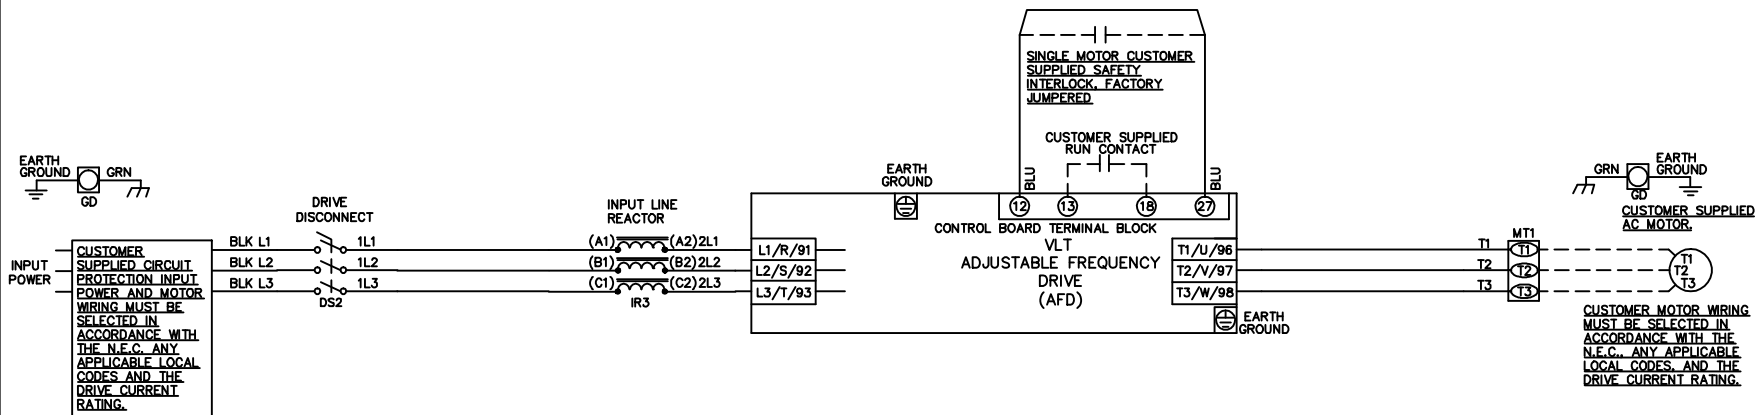 SINGLE MOTOR CUSTOMER
SUPPLIED SAFETY
INTERLOCK, FACTORY
JUMPERED
CUSTOMER SUPPLIED
RUN CONTACT
BLU
BLU
EARTH
GROUND
GRN
GD
EARTH
GROUND
12
13
18
27
CONTROL BOARD TERMINAL BLOCK
GRN
EARTH
GROUND
GD
CUSTOMER SUPPLIED
AC MOTOR.
DRIVE
DISCONNECT
INPUT LINE
REACTOR
INPUT
POWER
CUSTOMER
SUPPLIED CIRCUIT
PROTECTION INPUT
POWER AND MOTOR
WIRING MUST BE
SELECTED IN
ACCORDANCE WITH
THE N.E.C. ANY
APPLICABLE LOCAL
CODES AND THE
DRIVE CURRENT
RATING.
BLK L1
BLK L2
BLK L3
1L1
1L2
1L3
DS2
(A1) (A2) 2L1
(B1) (B2) 2L2
(C1) (C2) 2L3
IR3
L1/R/91
L2/S/92
L3/T/93
VLT
ADJUSTABLE FREQUENCY
DRIVE
(AFD)
T1/U/96
T2/V/97
T3/W/98
EARTH
GROUND
T1
T2
T3
MT1
T1
T2
T3
T1
T2
T3
CUSTOMER MOTOR WIRING
MUST BE SELECTED IN
ACCORDANCE WITH THE
N.E.C., ANY APPLICABLE
LOCAL CODES, AND THE
DRIVE CURRENT RATING.